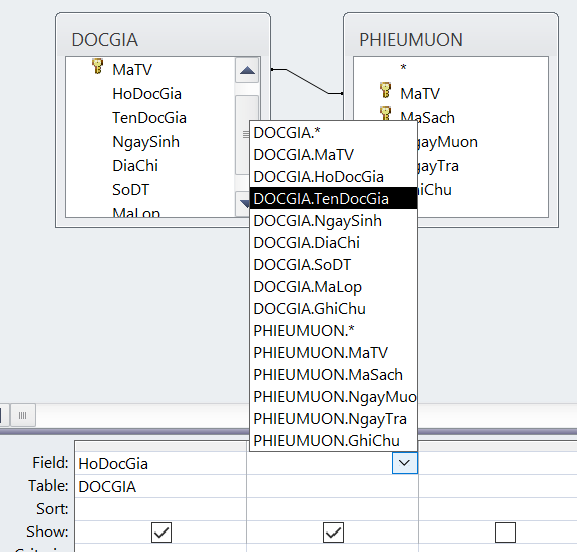 DOCGIA
MaTV
HoDocGia
TenDocGia
NgaySinh
DiaChi
SoDT
MaLop
PHIEUMUON
*
MaTV
MaSach
gayMuon
gayTra
hiChu
DOCGIA.*
DOCGIA.MaTV
DOCGIA.HoDocGia
DOCGIA.TenDocGia
DOCGIA.NgaySinh
DOCGIA.DiaChi
DOCGIA.SoDT
DOCGIA.MaLop
DOCGIA.GhiChu
PHIEUMUON.*
PHIEUMUON.MaTV
PHIEUMUON.MaSach
PHIEUMUON.NgayMuo
PHIEUMUON.NgayTra
PHIEUMUON.GhiChu
Field: HoDocGia
Table: DOCGIA
Sort:
Show:
Criteria: